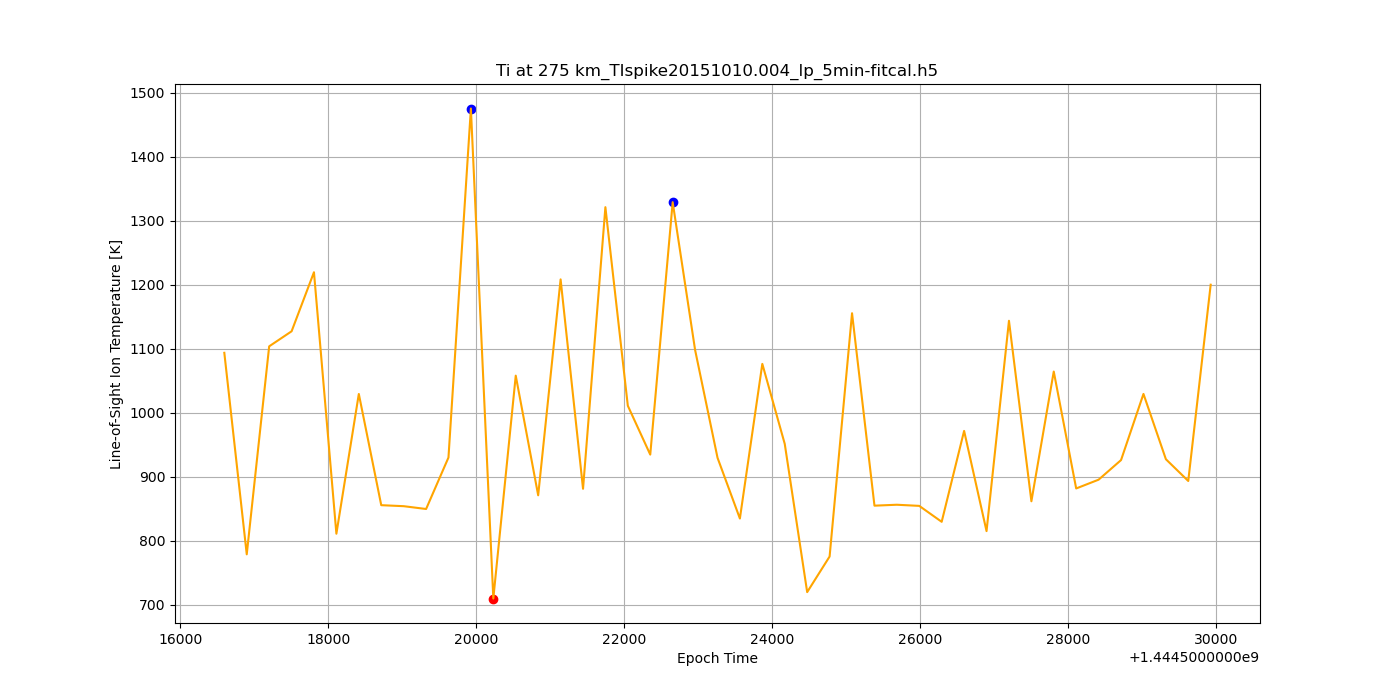 Ti at 275 km_TIspike20151010.004_lp_5min-fitcal.h5
Line-of-Sight Ion Temperature [K]
1500
1400
1300
1200
1100
1000
900
800
700
16000 18000 20000 22000 24000 26000 28000 30000
Epoch Time
+1.4445000000e9